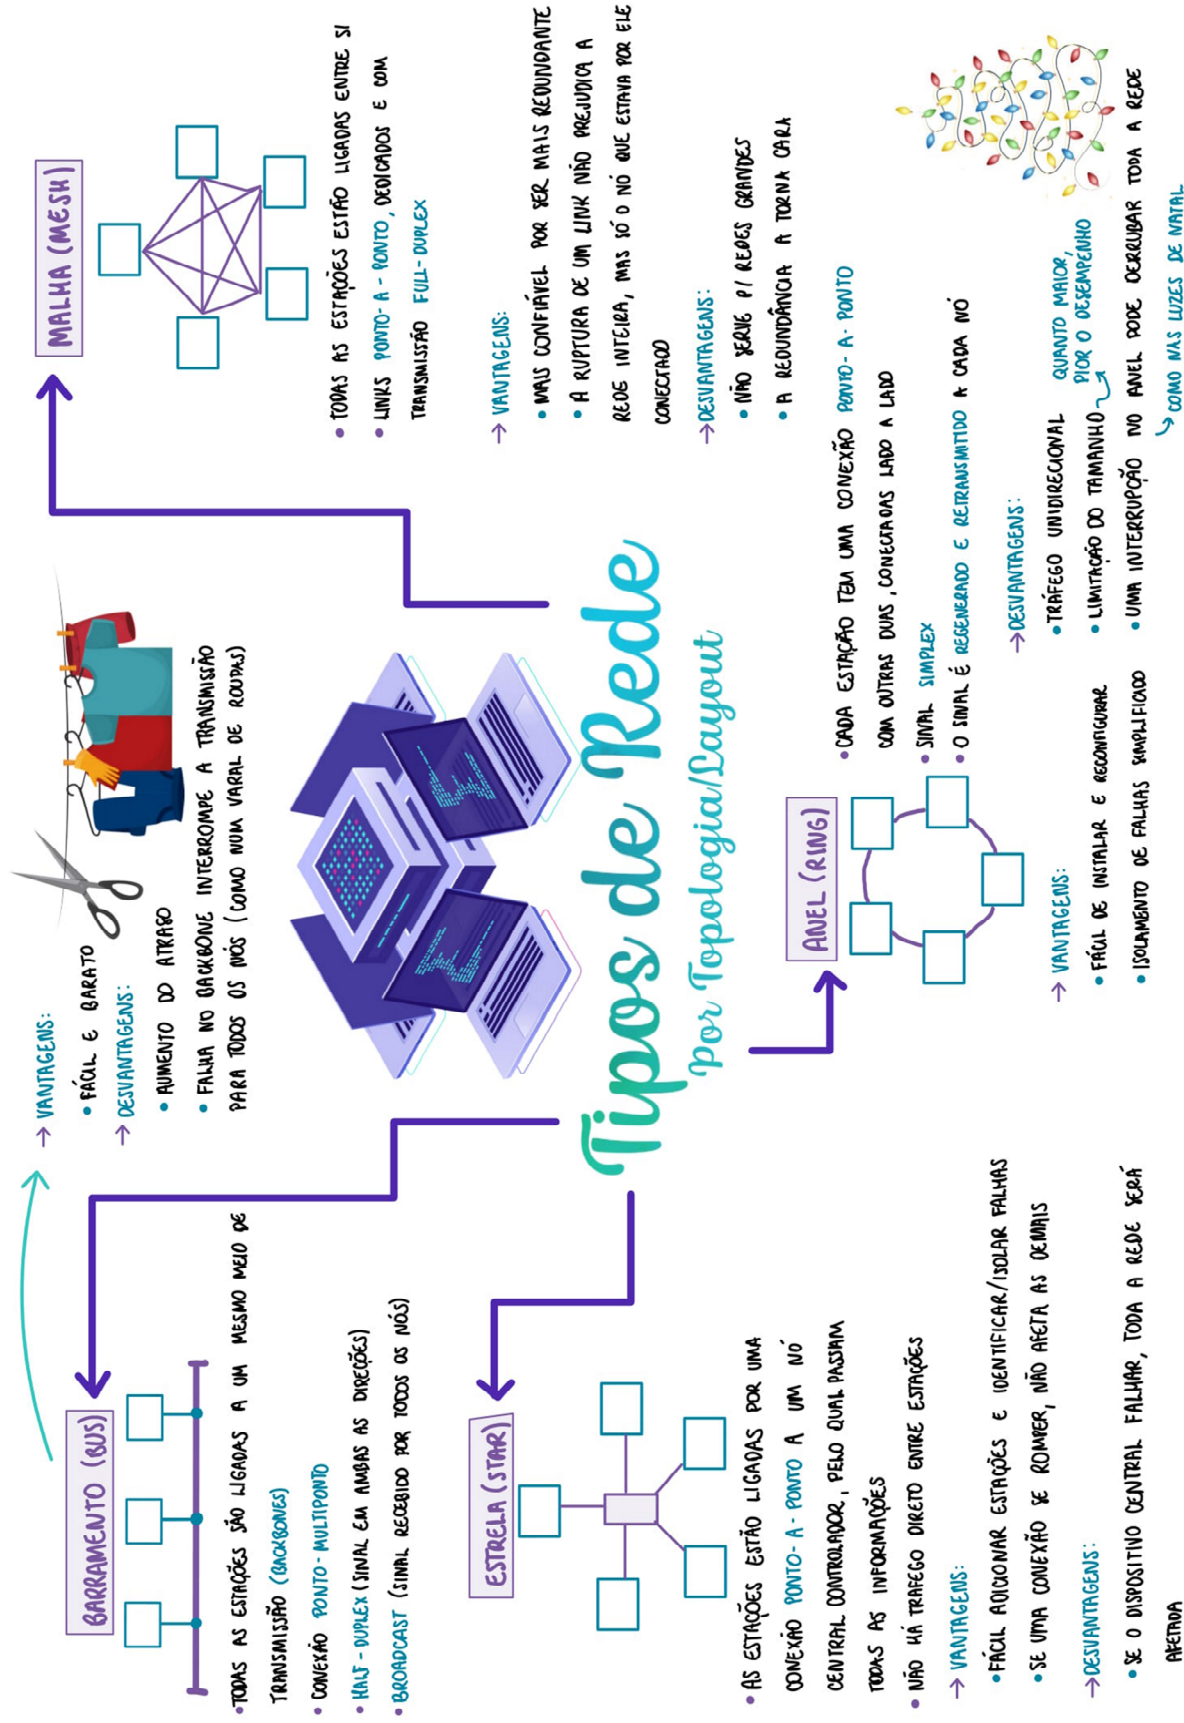 Tipos de Rede
Por Topologia/Layout
BARRAMENTO (BUS)
• TODAS AS ESTAÇÕES SÃO LIGADAS A UM MESMO MEIO DE
TRANSMISSÃO (BACKBONES)
• CONEXÃO PONTO-MULTIPONTO
• HALF-DUPLEX (SINAL EM AMBAS AS DIREÇÕES)
• BROADCAST (SINAL RECEBIDO POR TODOS OS NÓS)
→ VANTAGENS:
• FÁCIL E BARATO
→ DESVANTAGENS:
• AUMENTO DO ATRASO
• FALHA NO BACKBONE INTERROMPE A TRANSMISSÃO
PARA TODOS OS NÓS (COMO NUM VARAL DE ROUPAS)
MALHA (MESH)
• TODAS AS ESTAÇÕES ESTÃO LIGADAS ENTRE SI
• LINKS PONTO-A-PONTO, DEDICADOS E COM
TRANSMISSÃO FULL-DUPLEX
→ VANTAGENS:
• MAIS CONFIÁVEL POR SER MAIS REDUNDANTE
• A RUPTURA DE UM LINK NÃO PREJUDICA A
REDE INTEIRA, MAS SÓ O NÓ QUE ESTAVA POR ELE
CONECTADO
→ DESVANTAGENS:
• NÃO SERVE P/ REDES GRANDES
• A REDUNDÂNCIA A TORNA CARA
ESTRELA (STAR)
• AS ESTAÇÕES ESTÃO LIGADAS POR UMA
CONEXÃO PONTO-A-PONTO A UM NÓ
CENTRAL CONTROLADOR, PELO QUAL PASSAM
TODAS AS INFORMAÇÕES
• NÃO HÁ TRAFEGO DIRETO ENTRE ESTAÇÕES
→ VANTAGENS:
• FÁCIL ADICIONAR ESTAÇÕES E IDENTIFICAR/ISOLAR FALHAS
• SE UMA CONEXÃO SE ROMPER, NÃO AFETA AS DEMAIS
→ DESVANTAGENS:
• SE O DISPOSITIVO CENTRAL FALHAR, TODA A REDE SERÁ
AFETADA
ANEL (RING)
• CADA ESTAÇÃO TEM UMA CONEXÃO PONTO-A-PONTO
COM OUTRAS DUAS, CONECTADAS LADO A LADO
• SINAL SIMPLEX
• O SINAL É REGENERADO E RETRANSMITIDO A CADA NÓ
→ VANTAGENS:
• FÁCIL DE INSTALAR E RECONFIGURAR
• ISOLAMENTO DE FALHAS SIMPLIFICADO
→ DESVANTAGENS:
• TRÁFEGO UNIDIRECIONAL
• LIMITAÇÃO DO TAMANHO
QUANTO MAIOR,
PIOR O DESEMPENHO
• UMA INTERRUPÇÃO NO ANEL PODE DERRUBAR TODA A REDE
COMO NAS LUZES DE NATAL